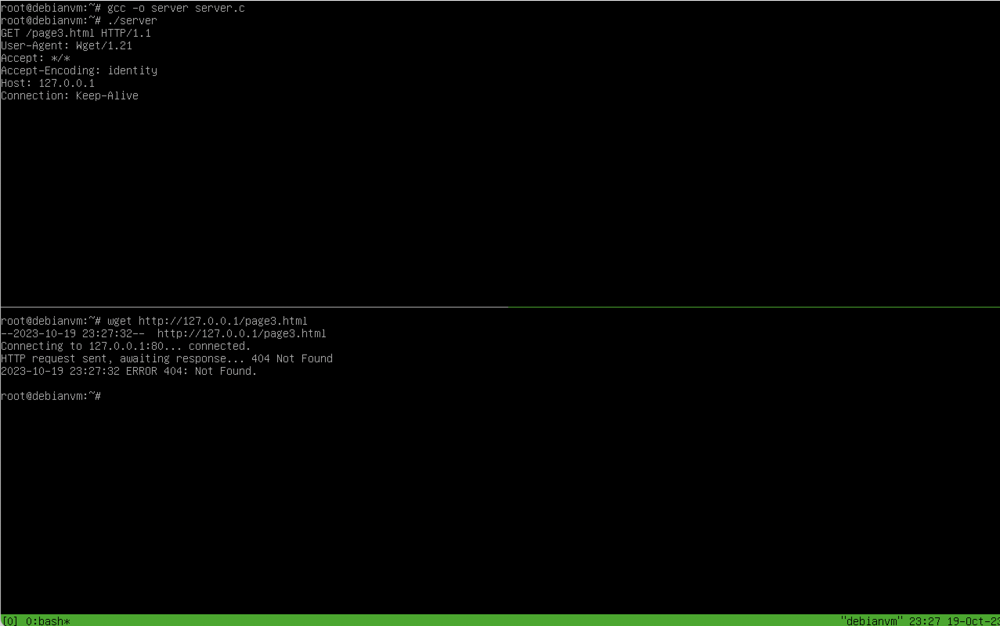 root@debianvm:~# gcc -o server server.c
root@debianvm:~# ./server
GET /page3.html HTTP/1.1
User-Agent: Wget/1.21
Accept: */*
Accept-Encoding: identity
Host: 127.0.0.1
Connection: Keep-Alive
root@debianvm:~# wget http://127.0.0.1/page3.html
--2023-10-19 23:27:32--  http://127.0.0.1/page3.html
Connecting to 127.0.0.1:80... connected.
HTTP request sent, awaiting response... 404 Not Found
2023-10-19 23:27:32 ERROR 404: Not Found.
root@debianvm:~#
[0] 0:bash* "debianvm" 23:27 19-Oct-23